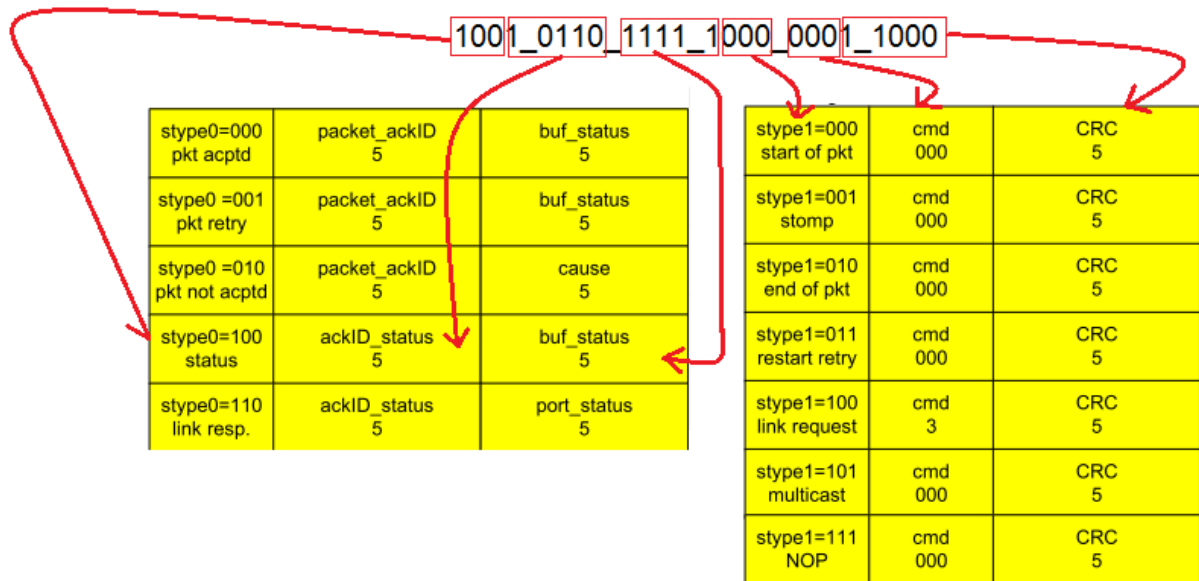 1001_0110_1111_1000_0001_1000
stype0=000 packet_ackID buf_status
pkt acptd 5 5
stype0 =001 packet_ackID buf_status
pkt retry 5 5
stype0 =010 packet_ackID cause
pkt not acptd 5 5
stype0=100 ackID_status buf_status
status 5 5
stype0=110 ackID_status port_status
link resp. 5 5
stype1=000 cmd CRC
start of pkt 000 5
stype1=001 cmd CRC
stomp 000 5
stype1=010 cmd CRC
end of pkt 000 5
stype1=011 cmd CRC
restart retry 000 5
stype1=100 cmd CRC
link request 3 5
stype1=101 cmd CRC
multicast 000 5
stype1=111 cmd CRC
NOP 000 5